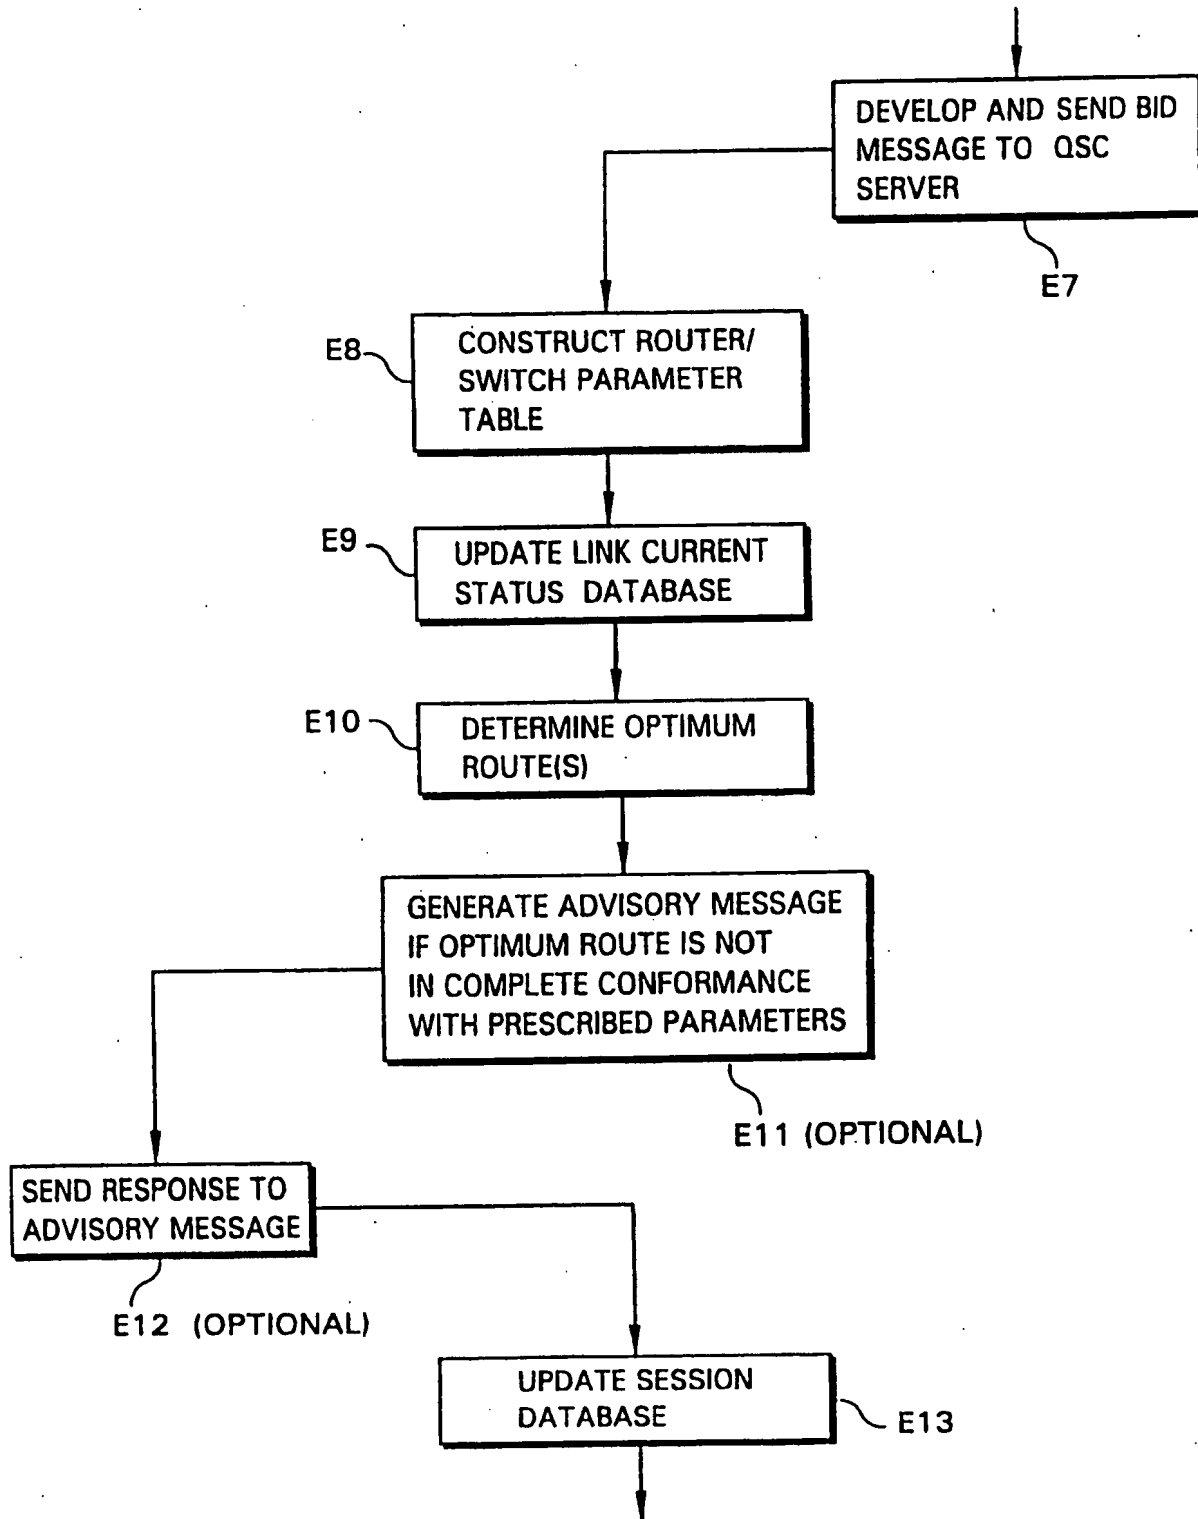 DEVELOP AND SEND BID
MESSAGE TO QSC
SERVER
E7
E8
CONSTRUCT ROUTER/
SWITCH PARAMETER
TABLE
E9
UPDATE LINK CURRENT
STATUS DATABASE
E10
DETERMINE OPTIMUM
ROUTE(S)
GENERATE ADVISORY MESSAGE
IF OPTIMUM ROUTE IS NOT
IN COMPLETE CONFORMANCE
WITH PRESCRIBED PARAMETERS
E11 (OPTIONAL)
SEND RESPONSE TO
ADVISORY MESSAGE
E12 (OPTIONAL)
UPDATE SESSION
DATABASE
E13